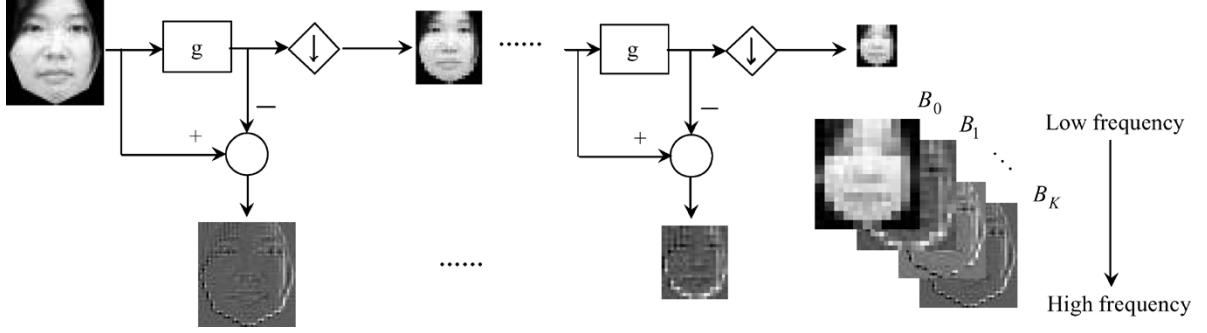 g
......
g
−
+
−
+
......
B0
B1
...
BK
Low frequency
High frequency